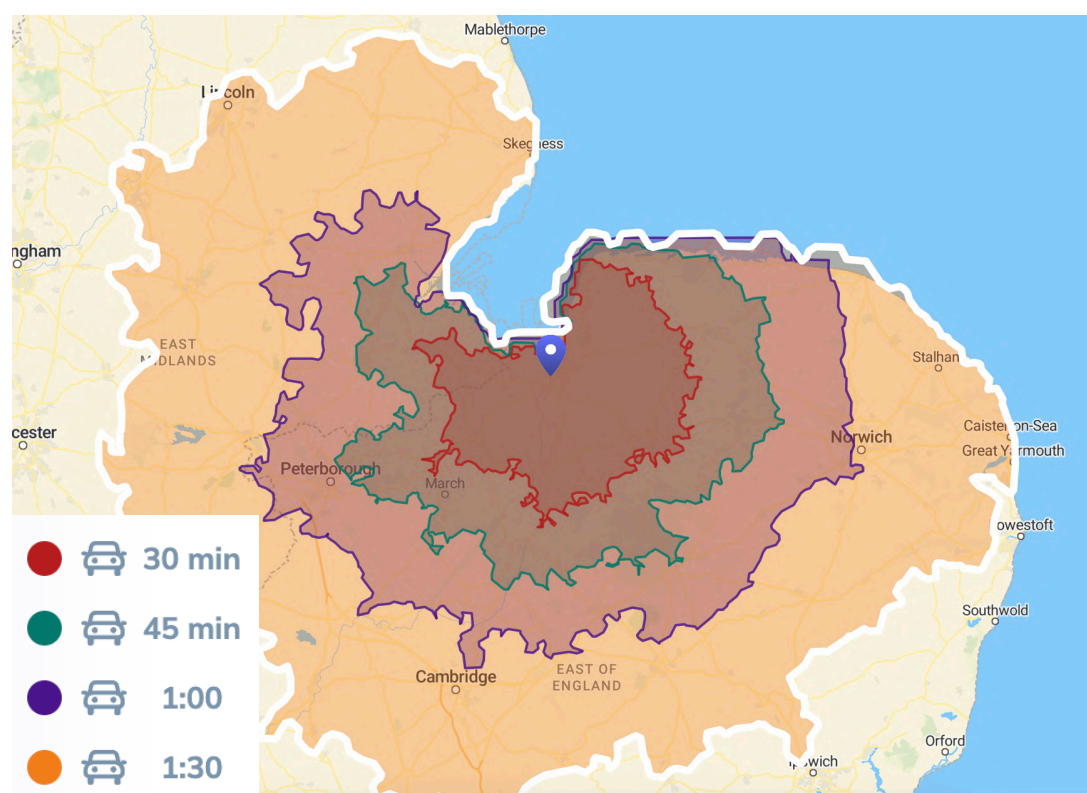 Mablethorpe
Lincoln
Skegness
ngham
EAST
MIDLANDS
Stalhan
cester
Caister-on-Sea
Norwich
Great Yarmouth
Peterborough
March
owestoft
30 min
45 min
Southwold
Cambridge
EAST OF
ENGLAND
1:00
Orford
1:30
Ipswich